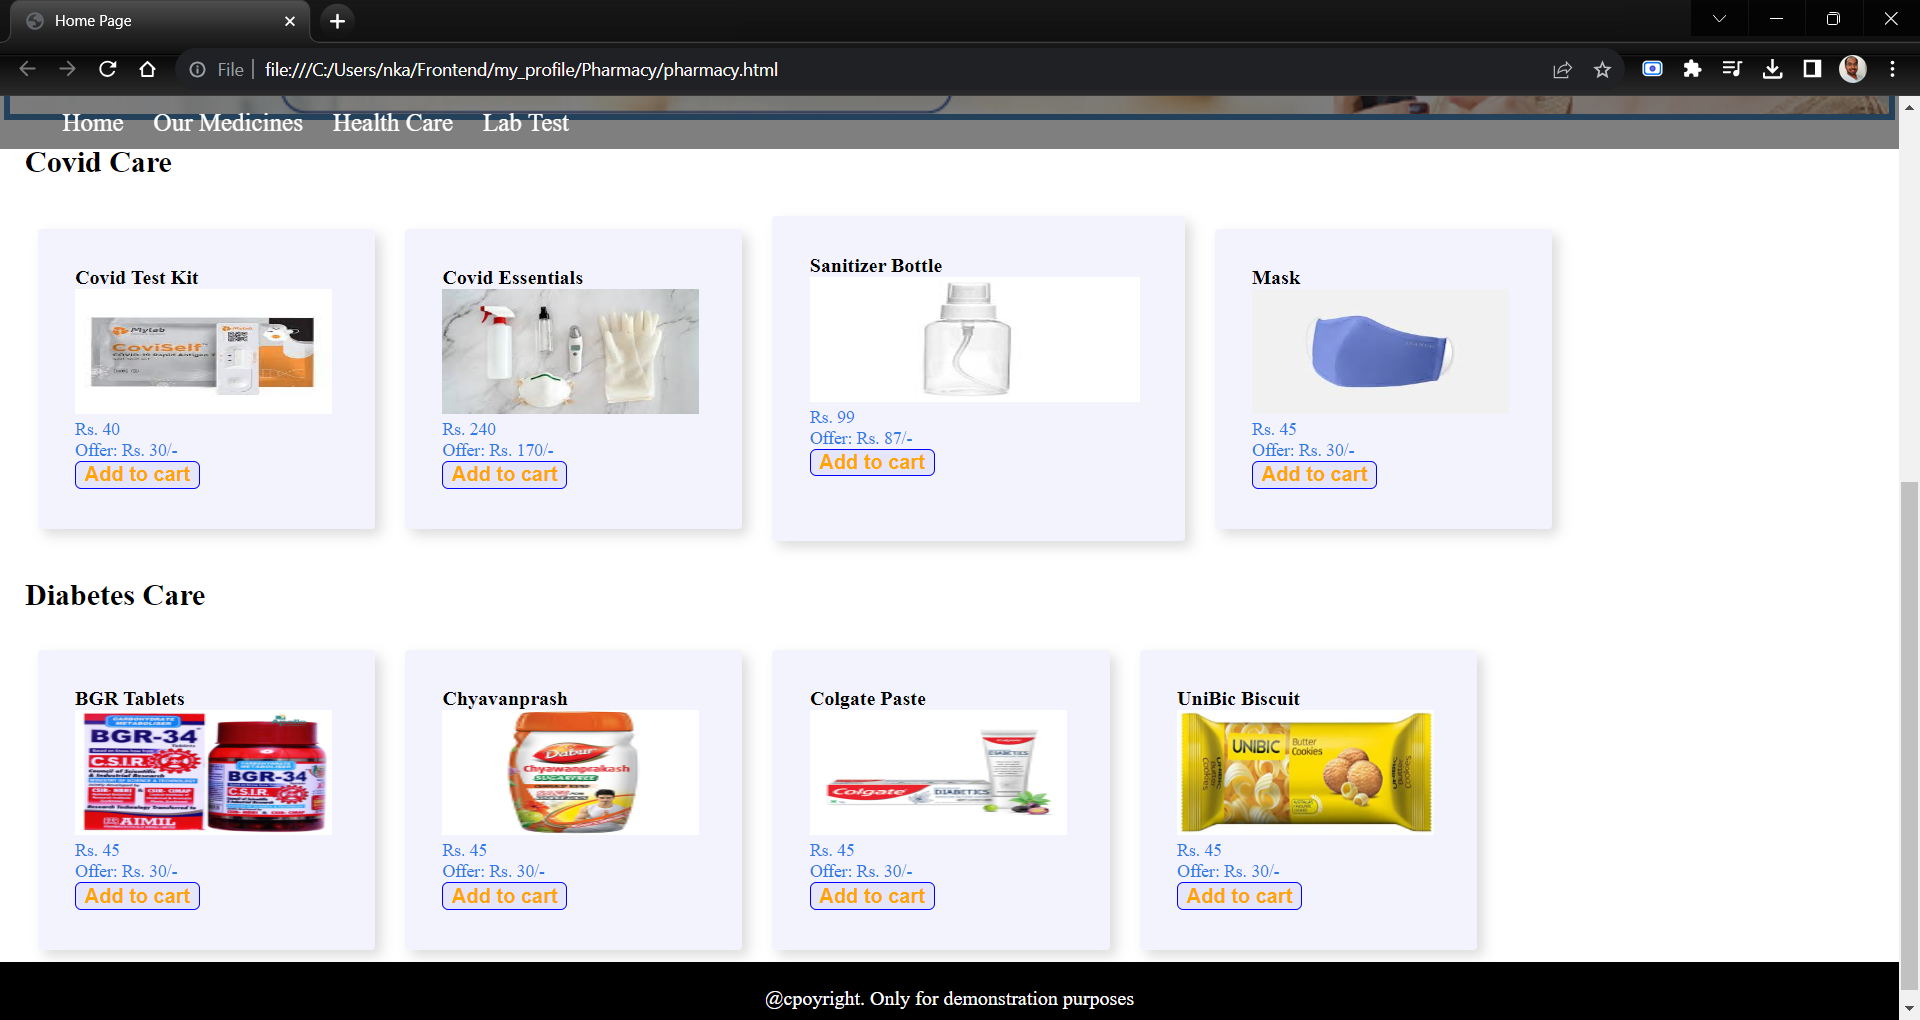 Home Page
File
file:///C:/Users/nka/Frontend/my_profile/Pharmacy/pharmacy.html
Home Our Medicines Health Care Lab Test
Covid Care
Covid Test Kit
Mylab
CoviSelf™
Rs. 40
Offer: Rs. 30/-
Add to cart
Covid Essentials
Rs. 240
Offer: Rs. 170/-
Add to cart
Sanitizer Bottle
Rs. 99
Offer: Rs. 87/-
Add to cart
Mask
Rs. 45
Offer: Rs. 30/-
Add to cart
Diabetes Care
BGR Tablets
CARBOHYDRATE
METABOLISER
BGR-34
Tablets
C.S.I.R.
AIMIL
BGR-34
C.S.I.R.
Rs. 45
Offer: Rs. 30/-
Add to cart
Chyavanprash
Dabur
Chyawanprakash
SUGARFREE
Rs. 45
Offer: Rs. 30/-
Add to cart
Colgate Paste
Colgate
DIABETICS
Rs. 45
Offer: Rs. 30/-
Add to cart
UniBic Biscuit
UNIBIC
Butter
Cookies
Rs. 45
Offer: Rs. 30/-
Add to cart
@cpoyright. Only for demonstration purposes